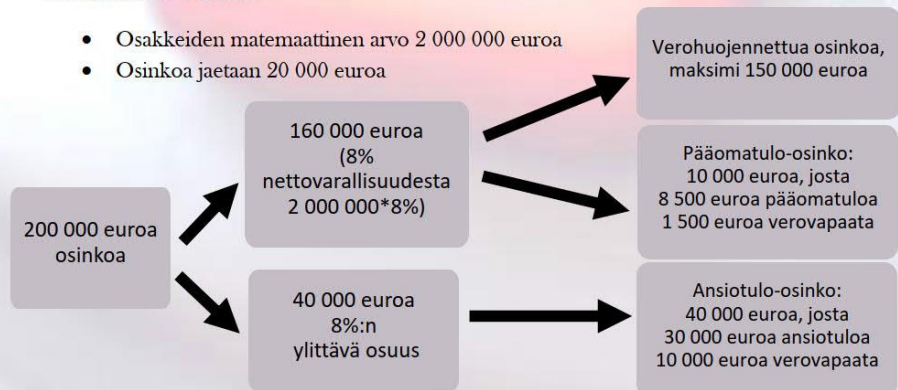 • Osakkeiden matemaattinen arvo 2 000 000 euroa
• Osinkoa jaetaan 20 000 euroa
200 000 euroa
osinkoa
160 000 euroa
(8%
nettovarallisuudesta
2 000 000*8%)
40 000 euroa
8%:n
ylittävä osuus
Verohuojennettua osinkoa,
maksimi 150 000 euroa
Pääomatulo-osinko:
10 000 euroa, josta
8 500 euroa pääomatuloa
1 500 euroa verovapaata
Ansiotulo-osinko:
40 000 euroa, josta
30 000 euroa ansiotuloa
10 000 euroa verovapaata